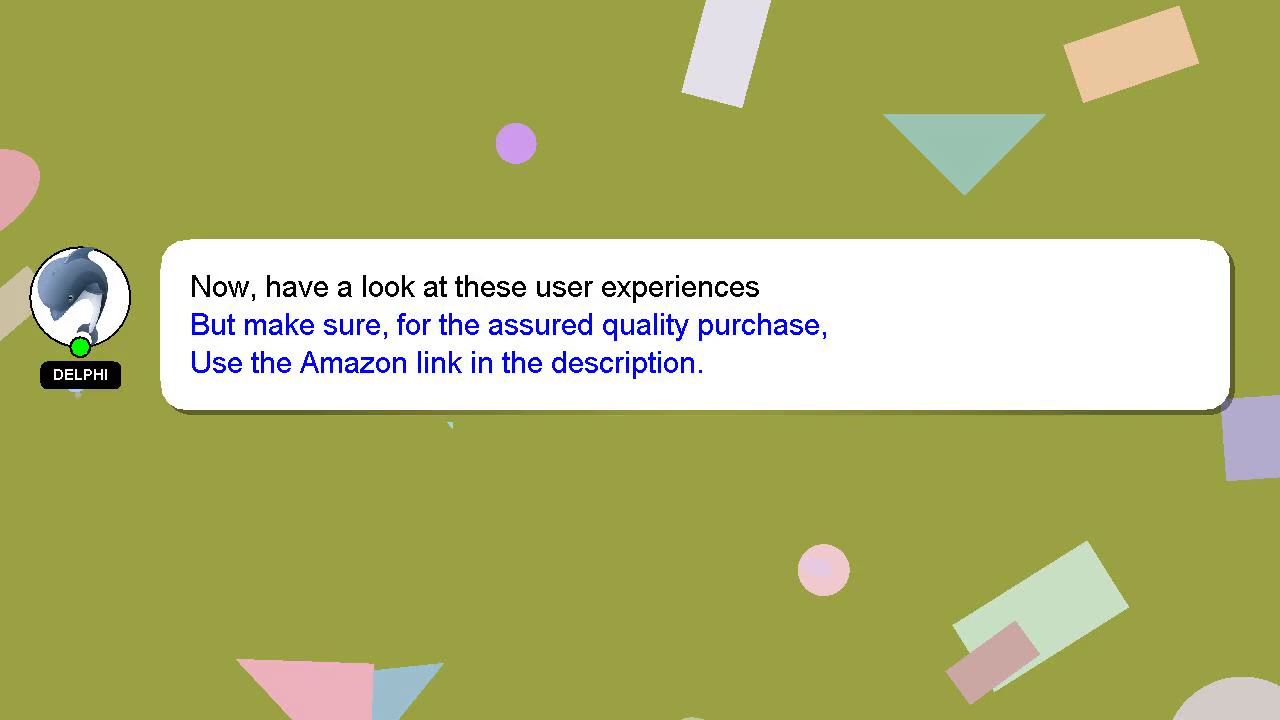 Now, have a look at these user experiences
But make sure, for the assured quality purchase,
Use the Amazon link in the description.
DELPHI